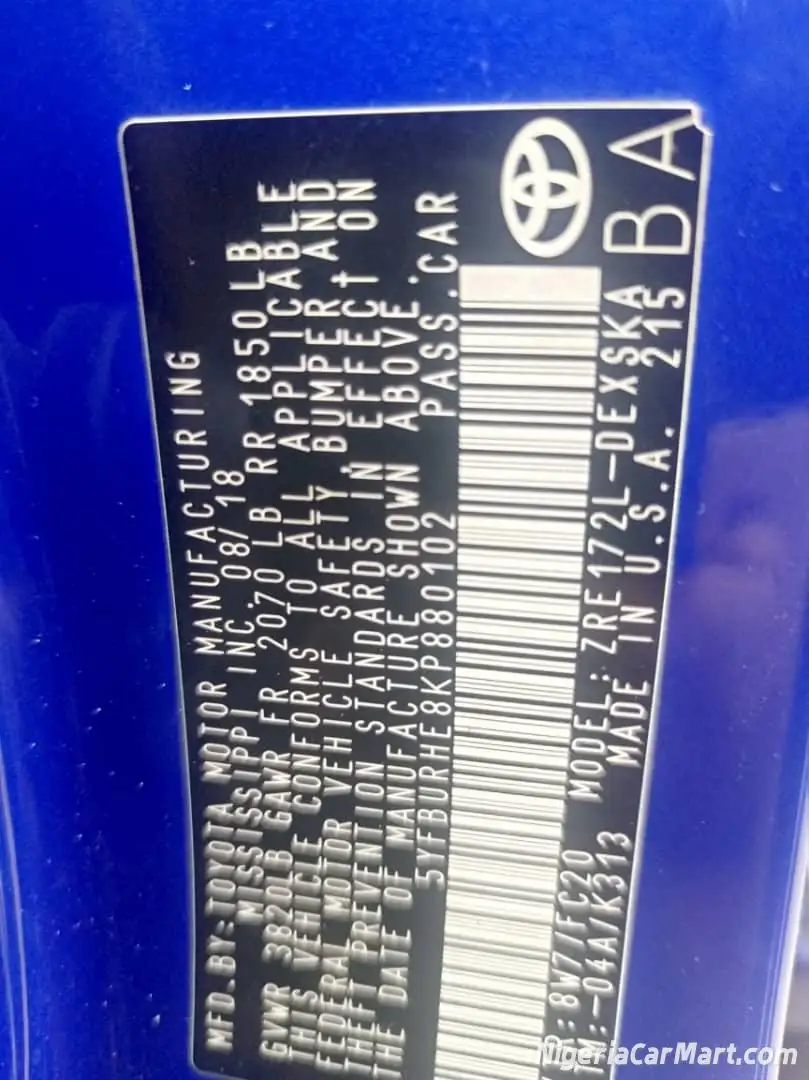 MFD.BY:TOYOTA MOTOR MANUFACTURING
MISSISSIPPI INC. 08/18
GVWR 3820LB GAWR FR 2070 LB RR 1850LB
THIS VEHICLE CONFORMS TO ALL APPLICABLE
FEDERAL MOTOR VEHICLE SAFETY, BUMPER AND
THEFT PREVENTION STANDARDS IN EFFECT ON
THE DATE OF MANUFACTURE SHOWN ABOVE.
5YFBURHE8KP880102 PASS.CAR
:8W7/FC20 MODEL:ZRE172L-DEXSKA
TM:-04A/K313 MADE IN U.S.A. 215
BA
NigeriaCarMart.com